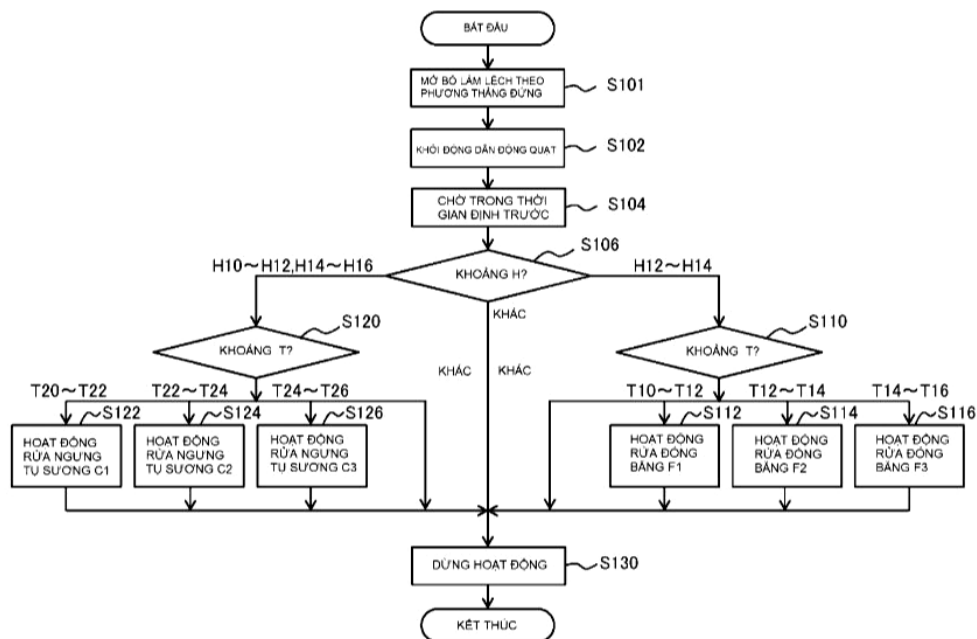 BẮT ĐẦU
MỞ BỘ LÀM LỆCH THEO
PHƯƠNG THẲNG ĐỨNG
S101
KHỞI ĐỘNG DẪN ĐỘNG QUẠT
S102
CHỜ TRONG THỜI
GIAN ĐỊNH TRƯỚC
S104
S106
H10～H12,H14～H16
KHOẢNG H?
H12～H14
KHÁC
S120
KHOẢNG T?
S110
KHOẢNG T?
KHÁC
KHÁC
T20～T22
T22～T24
T24～T26
T10～T12
T12～T14
T14～T16
S122
S124
S126
S112
S114
S116
HOẠT ĐỘNG
RỬA NGƯNG
TỤ SƯƠNG C1
HOẠT ĐỘNG
RỬA NGƯNG
TỤ SƯƠNG C2
HOẠT ĐỘNG
RỬA NGƯNG
TỤ SƯƠNG C3
HOẠT ĐỘNG
RỬA ĐÓNG
BĂNG F1
HOẠT ĐỘNG
RỬA ĐÓNG
BĂNG F2
HOẠT ĐỘNG
RỬA ĐÓNG
BĂNG F3
DỪNG HOẠT ĐỘNG
S130
KẾT THÚC